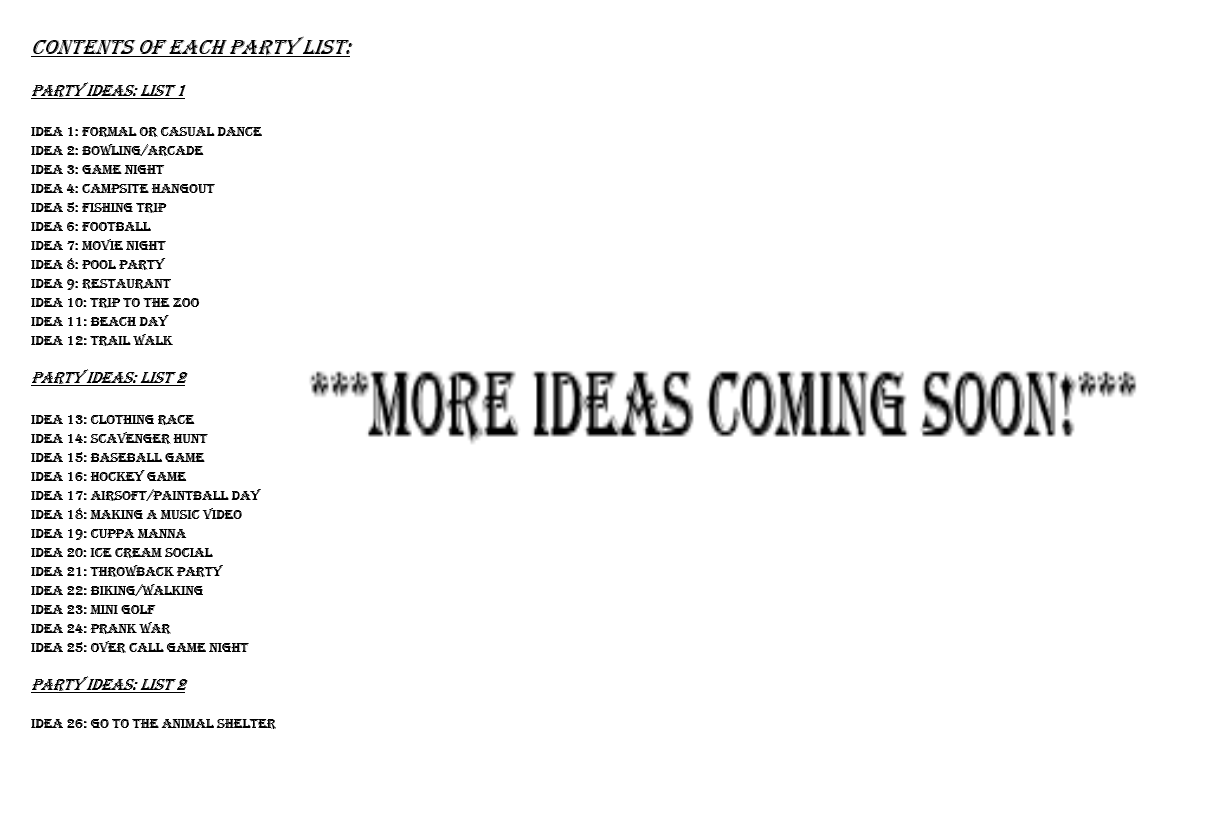 CONTENTS OF EACH PARTY LIST:
PARTY IDEAS: LIST 1
IDEA 1: FORMAL OR CASUAL DANCE
IDEA 2: BOWLING/ARCADE
IDEA 3: GAME NIGHT
IDEA 4: CAMPSITE HANGOUT
IDEA 5: FISHING TRIP
IDEA 6: FOOTBALL
IDEA 7: MOVIE NIGHT
IDEA 8: POOL PARTY
IDEA 9: RESTAURANT
IDEA 10: TRIP TO THE ZOO
IDEA 11: BEACH DAY
IDEA 12: TRAIL WALK
PARTY IDEAS: LIST 2
***MORE IDEAS COMING SOON!***
IDEA 13: CLOTHING RACE
IDEA 14: SCAVENGER HUNT
IDEA 15: BASEBALL GAME
IDEA 16: HOCKEY GAME
IDEA 17: AIRSOFT/PAINTBALL DAY
IDEA 18: MAKING A MUSIC VIDEO
IDEA 19: CUPPA MANNA
IDEA 20: ICE CREAM SOCIAL
IDEA 21: THROWBACK PARTY
IDEA 22: BIKING/WALKING
IDEA 23: MINI GOLF
IDEA 24: PRANK WAR
IDEA 25: OVER CALL GAME NIGHT
PARTY IDEAS: LIST 2
IDEA 26: GO TO THE ANIMAL SHELTER